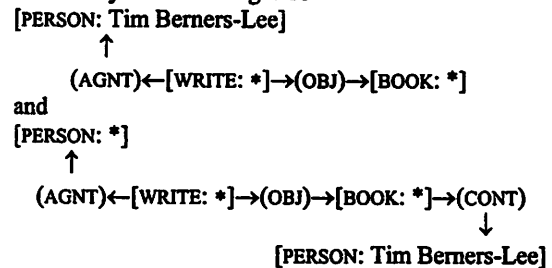 [PERSON: Tim Berners-Lee]
↑
(AGNT)←[WRITE: *]→(OBJ)→[BOOK: *]
and
[PERSON: *]
↑
(AGNT)←[WRITE: *]→(OBJ)→[BOOK: *]→(CONT)
↓
[PERSON: Tim Berners-Lee]